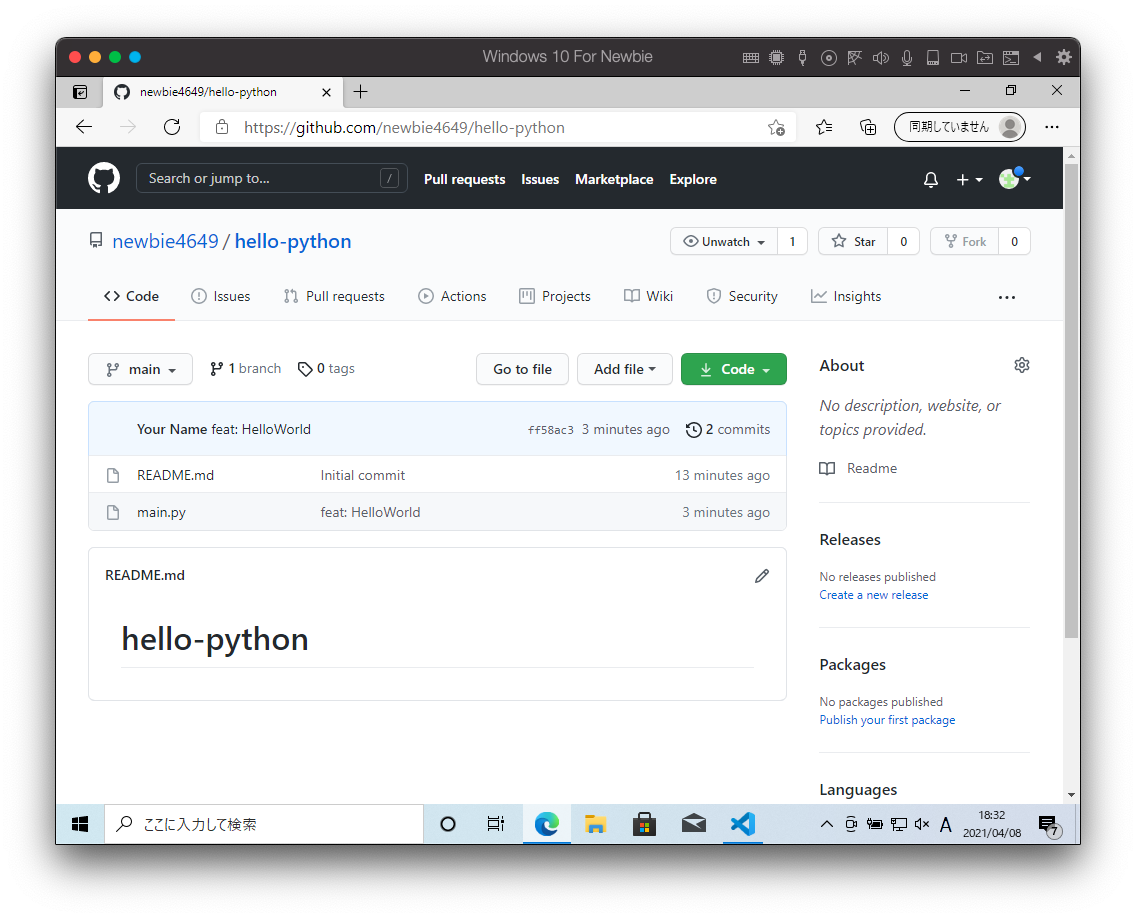 Windows 10 For Newbie
newbie4649/hello-python
https://github.com/newbie4649/hello-python
同期していません
Search or jump to...
/
Pull requests
Issues
Marketplace
Explore
newbie4649 / hello-python
Unwatch 1
Star 0
Fork 0
Code
Issues
Pull requests
Actions
Projects
Wiki
Security
Insights
main
1 branch
0 tags
Go to file
Add file
Code
Your Name feat: HelloWorld ff58ac3 3 minutes ago 2 commits
README.md Initial commit 13 minutes ago
main.py feat: HelloWorld 3 minutes ago
README.md
hello-python
About
No description, website, or
topics provided.
Readme
Releases
No releases published
Create a new release
Packages
No packages published
Publish your first package
Languages
ここに入力して検索
A
18:32
2021/04/08
7